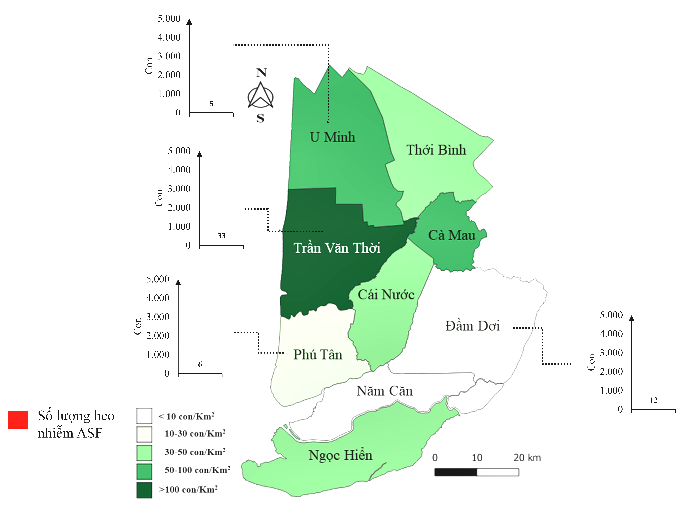 5.000
4.000
3.000
2.000
1.000
0
Con
5
N
S
U Minh
Thới Bình
5.000
4.000
3.000
2.000
1.000
0
Con
33
Trần Văn Thời
Cà Mau
5.000
4.000
3.000
2.000
1.000
0
Con
6
Cái Nước
Phú Tân
Đầm Dơi
5.000
4.000
3.000
2.000
1.000
0
Con
12
Năm Căn
Ngọc Hiển
Số lượng heo
nhiễm ASF
< 10 con/Km²
10-30 con/Km²
30-50 con/Km²
50-100 con/Km²
>100 con/Km²
0 10 20 km